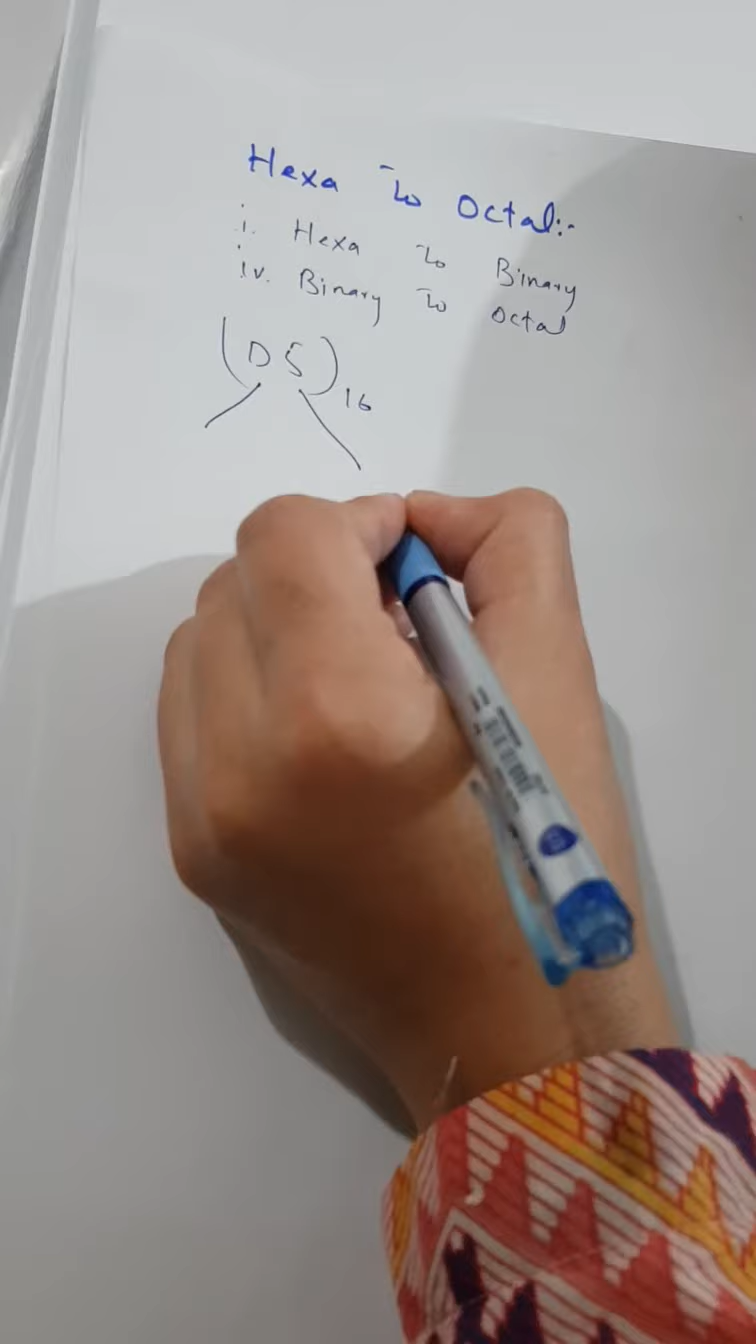 Hexa To Octal:-
i. Hexa To Binary
iv. Binary To Octal
(D5)16